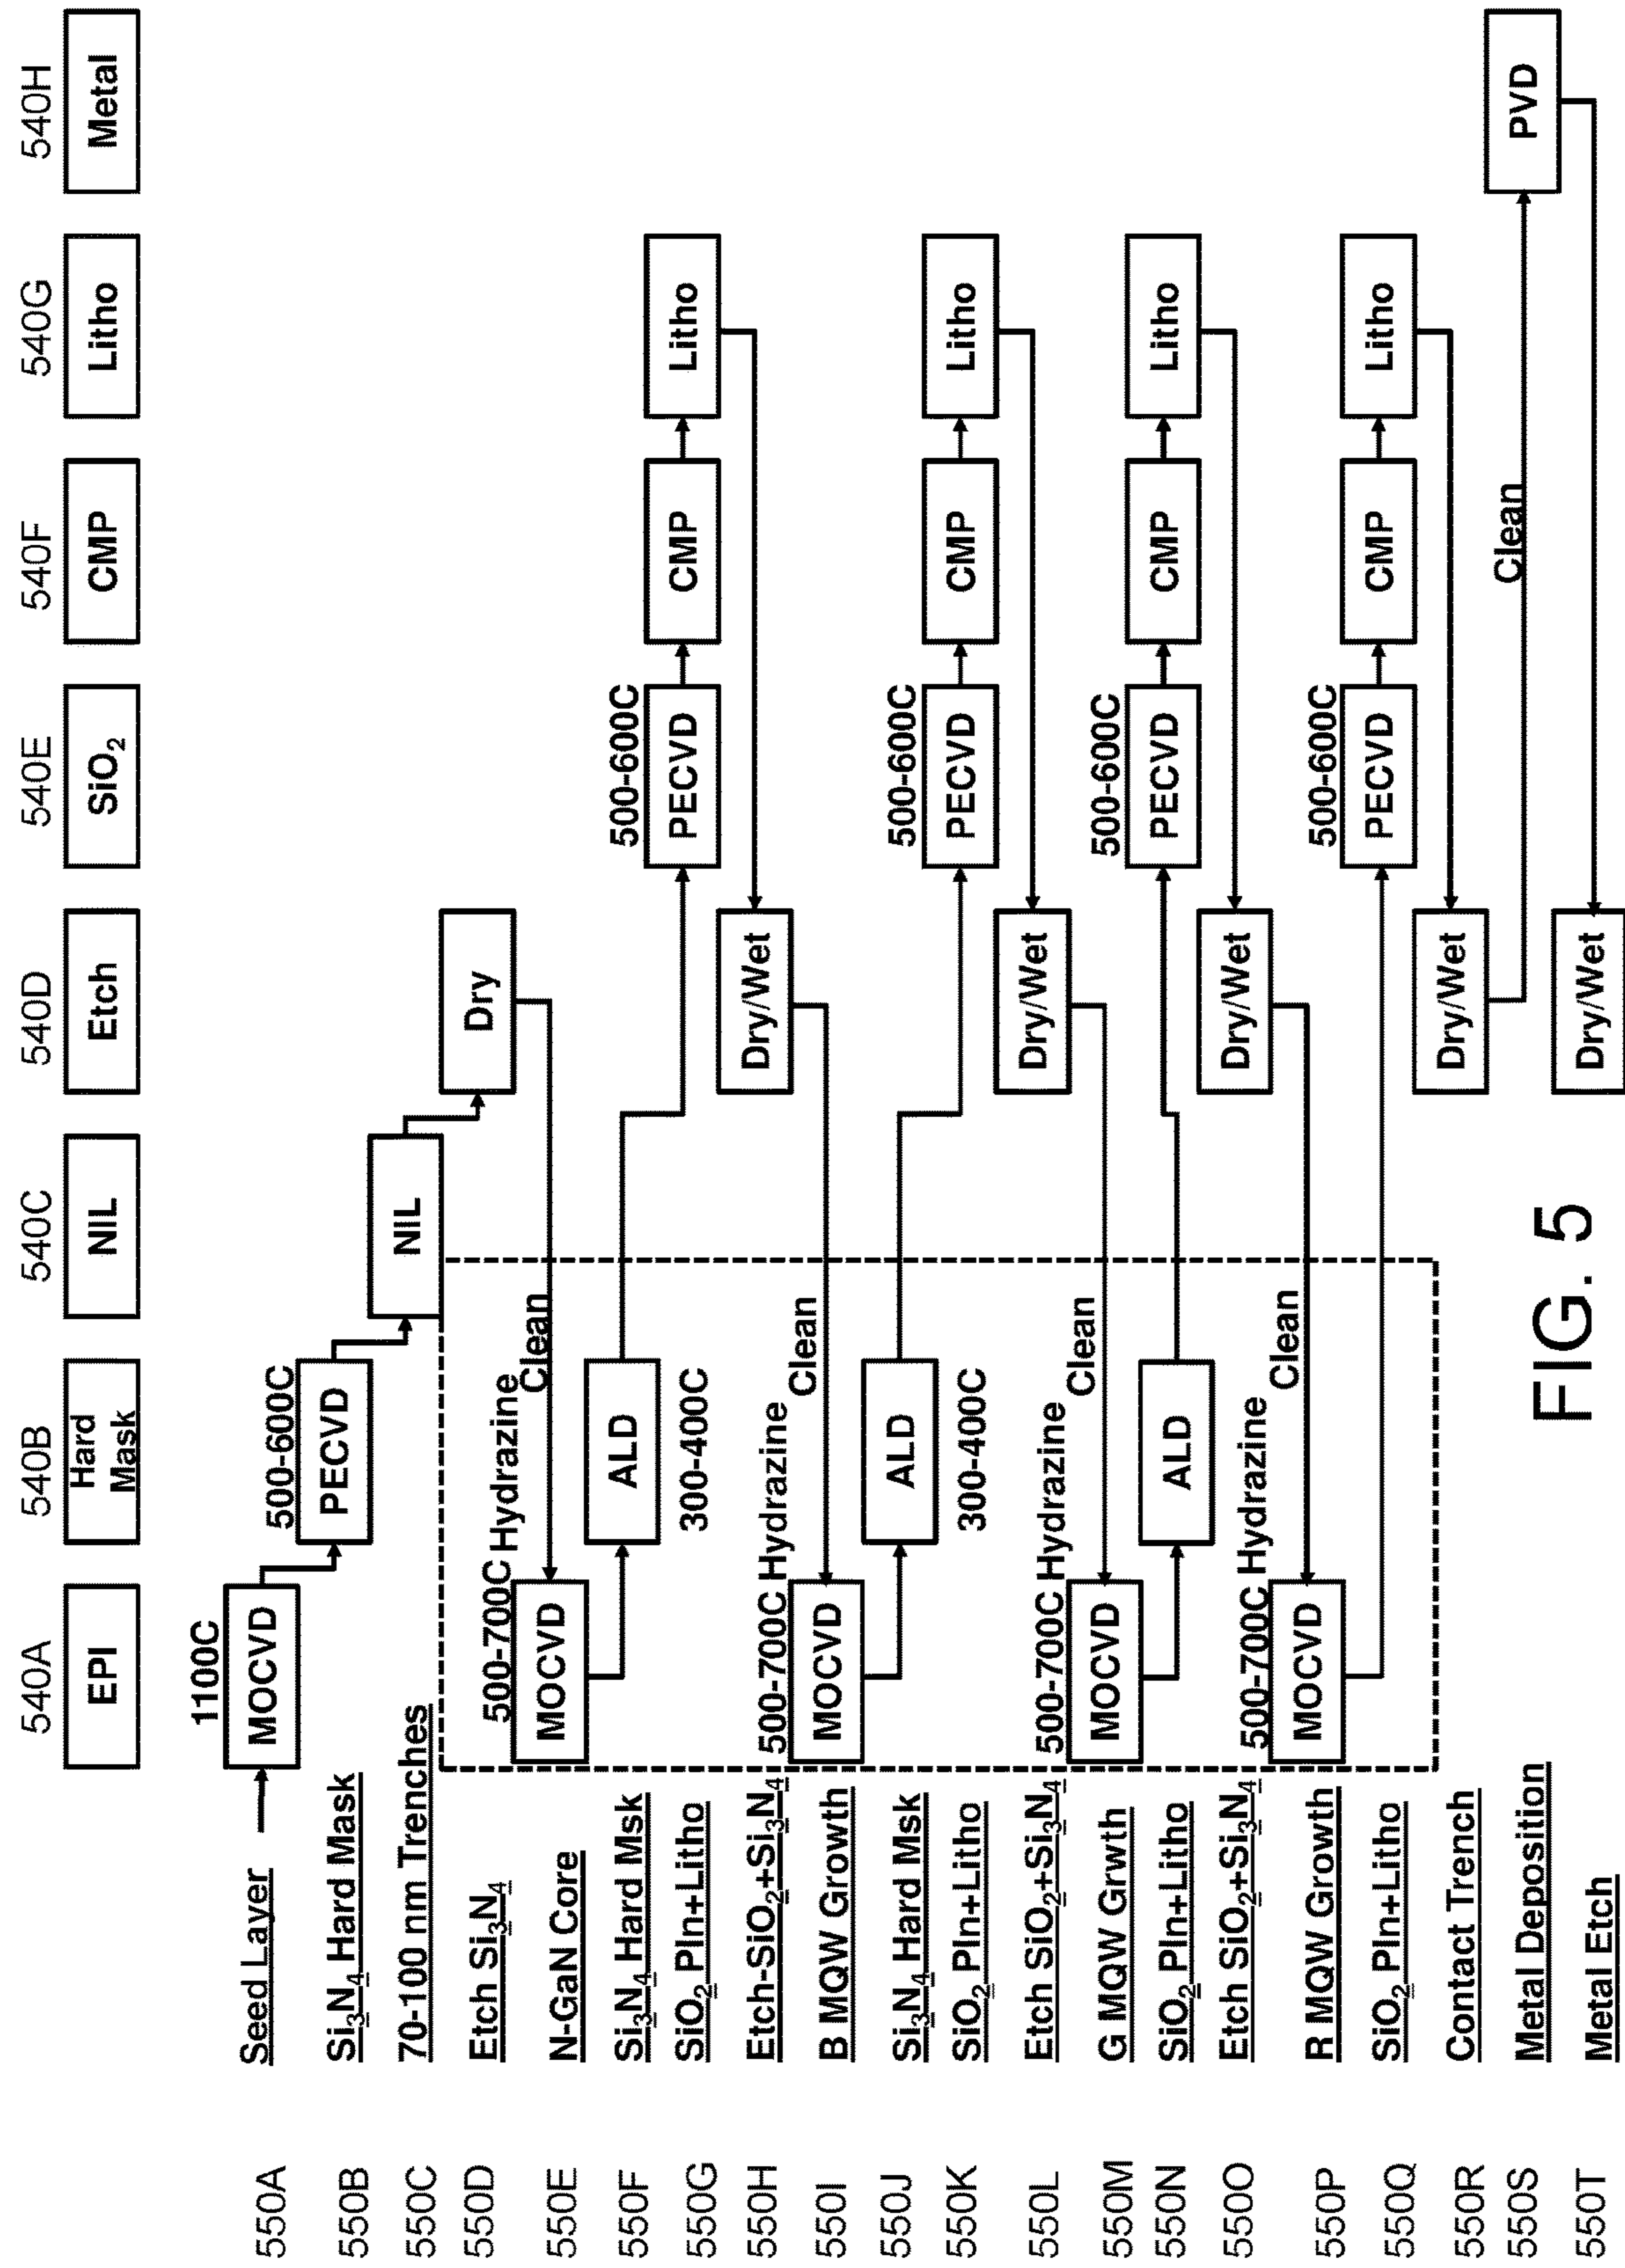 540A 540B 540C 540D 540E 540F 540G 540H
EPI Hard Mask NIL Etch SiO₂ CMP Litho Metal
550A Seed Layer 1100C MOCVD
550B Si₃N₄ Hard Mask 500-600C PECVD
550C 70-100 nm Trenches NIL
550D Etch Si₃N₄ Dry
550E N-GaN Core 500-700C Hydrazine Clean MOCVD
550F Si₃N₄ Hard Msk ALD 300-400C
550G SiO₂ Pln+Litho 500-600C PECVD CMP Litho
550H Etch-SiO₂+Si₃N₄ Dry/Wet
550I B MQW Growth 500-700C Hydrazine Clean MOCVD
550J Si₃N₄ Hard Msk ALD 300-400C
550K SiO₂ Pln+Litho 500-600C PECVD CMP Litho
550L Etch SiO₂+Si₃N₄ Dry/Wet
550M G MQW Grwth 500-700C Hydrazine Clean MOCVD
550N SiO₂ Pln+Litho ALD 500-600C PECVD CMP Litho
550O Etch SiO₂+Si₃N₄ Dry/Wet
550P R MQW Growth 500-700C Hydrazine Clean MOCVD
550Q SiO₂ Pln+Litho 500-600C PECVD CMP Litho
550R Contact Trench Dry/Wet
550S Metal Deposition Clean PVD
550T Metal Etch Dry/Wet
FIG. 5